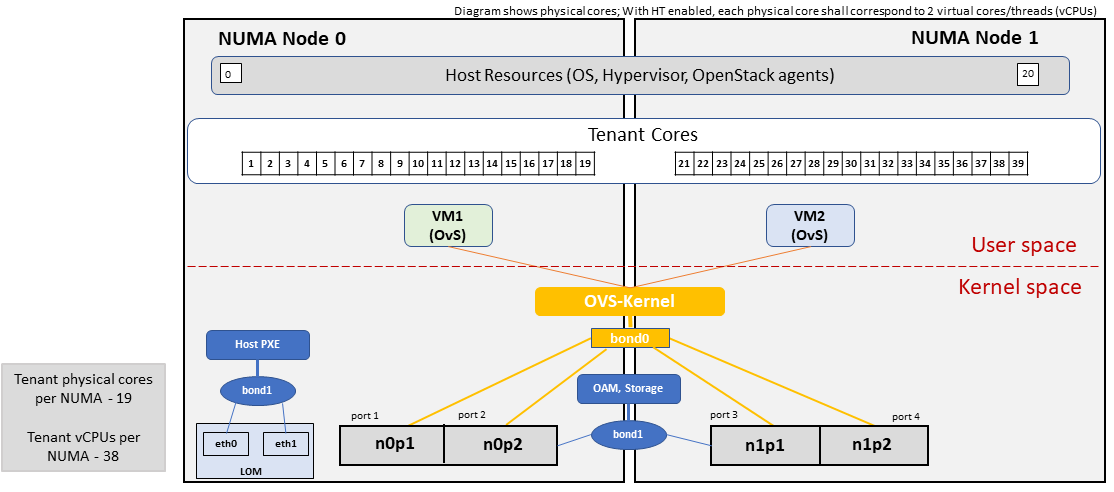 Diagram shows physical cores; With HT enabled, each physical core shall correspond to 2 virtual cores/threads (vCPUs)
NUMA Node 0
NUMA Node 1
Host Resources (OS, Hypervisor, OpenStack agents)
0
20
Tenant Cores
1 2 3 4 5 6 7 8 9 10 11 12 13 14 15 16 17 18 19
21 22 23 24 25 26 27 28 29 30 31 32 33 34 35 36 37 38 39
VM1
(OvS)
VM2
(OvS)
User space
Kernel space
OVS-Kernel
bond0
Host PXE
bond1
eth0
eth1
LOM
OAM, Storage
bond1
port 1
port 2
port 3
port 4
n0p1
n0p2
n1p1
n1p2
Tenant physical cores
per NUMA - 19
Tenant vCPUs per
NUMA - 38